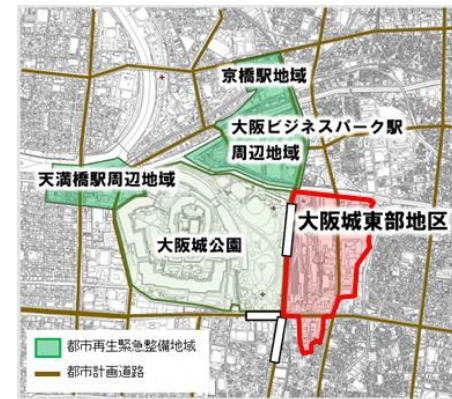 京橋駅地域
大阪ビジネスパーク駅
周辺地域
天満橋駅周辺地域
大阪城東部地区
大阪城公園
都市再生緊急整備地域
都市計画道路